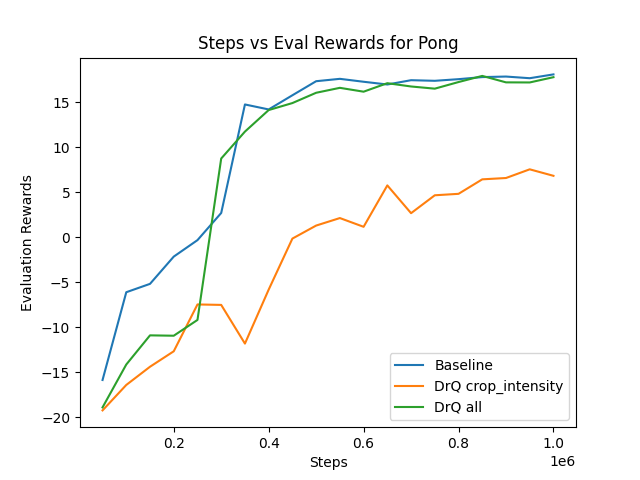 Steps vs Eval Rewards for Pong
Evaluation Rewards
15
10
5
0
−5
−10
−15
−20
Baseline
DrQ crop_intensity
DrQ all
0.2 0.4 0.6 0.8 1.0
Steps
1e6